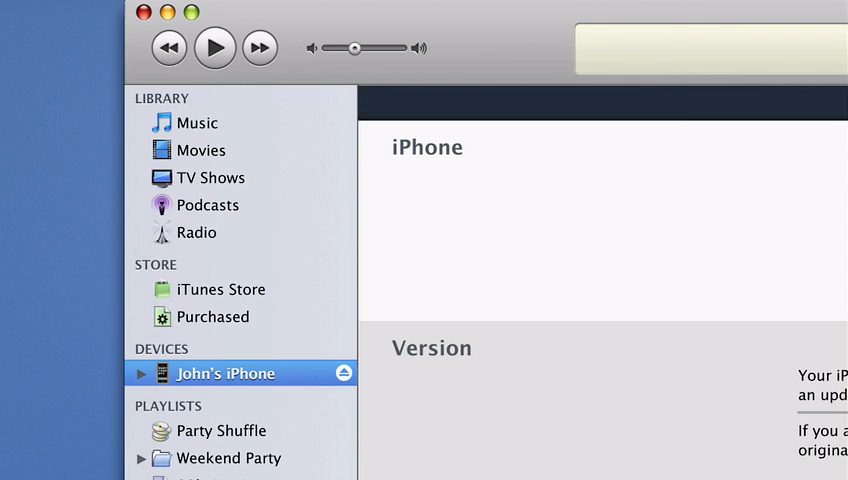 LIBRARY
Music
Movies
TV Shows
Podcasts
Radio
STORE
iTunes Store
Purchased
DEVICES
John's iPhone
PLAYLISTS
Party Shuffle
Weekend Party
iPhone
Version
Your iP
an upd
If you a
origina